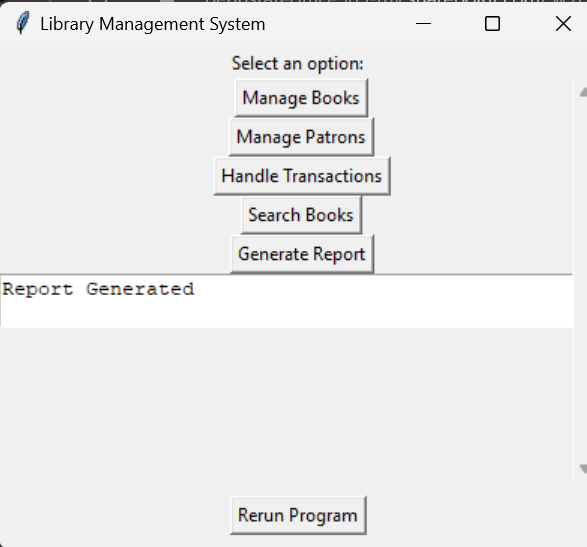 Library Management System
Select an option:
Manage Books
Manage Patrons
Handle Transactions
Search Books
Generate Report
Report Generated
Rerun Program